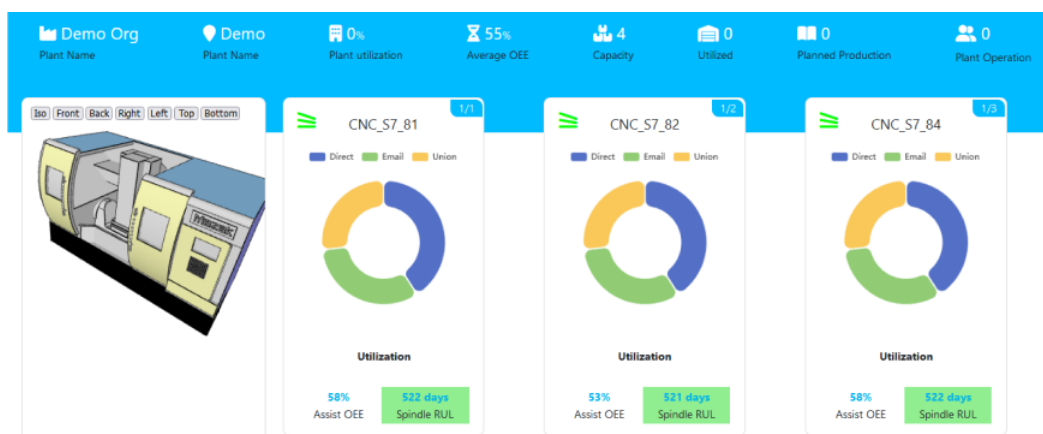 Demo Org
Plant Name
Demo
Plant Name
0%
Plant utilization
55%
Average OEE
4
Capacity
0
Utilized
0
Planned Production
0
Plant Operation
Iso Front Back Right Left Top Bottom
1/1
CNC_S7_81
Direct Email Union
Utilization
58%
Assist OEE
522 days
Spindle RUL
1/2
CNC_S7_82
Direct Email Union
Utilization
53%
Assist OEE
521 days
Spindle RUL
1/3
CNC_S7_84
Direct Email Union
Utilization
58%
Assist OEE
522 days
Spindle RUL